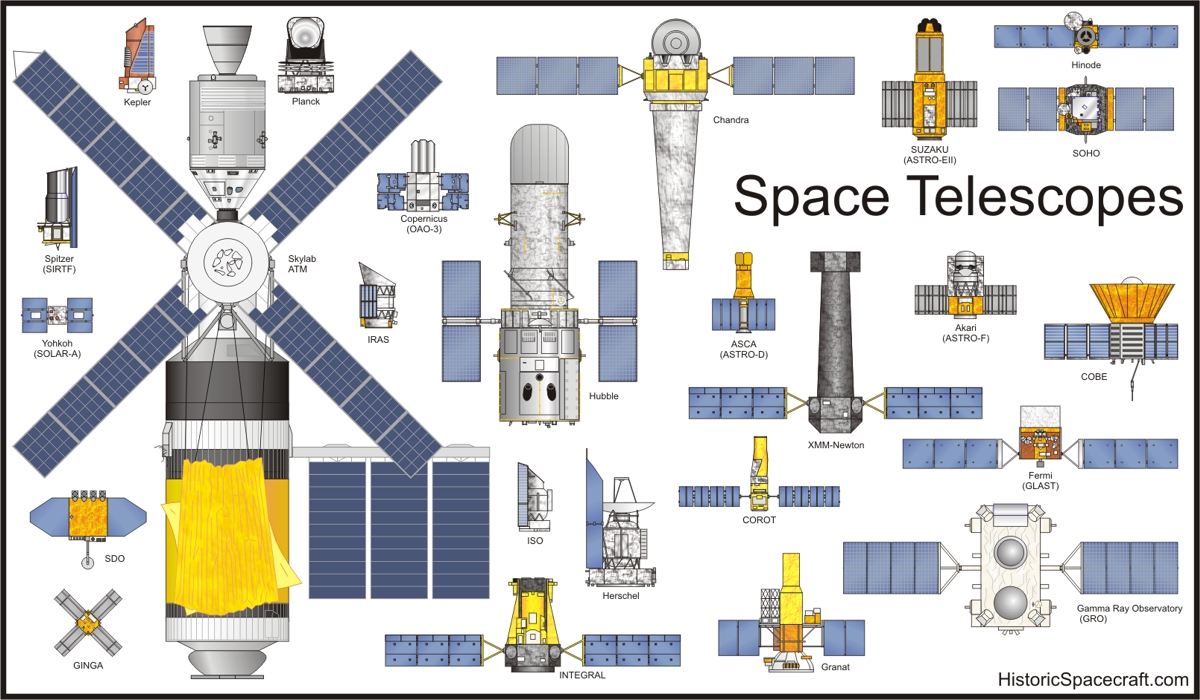 Kepler
Planck
Chandra
Hinode
SUZAKU
(ASTRO-EII)
SOHO
Space Telescopes
Copernicus
(OAO-3)
Spitzer
(SIRTF)
Skylab
ATM
Yohkoh
(SOLAR-A)
IRAS
ASCA
(ASTRO-D)
Akari
(ASTRO-F)
COBE
Hubble
XMM-Newton
Fermi
(GLAST)
COROT
ISO
SDO
Herschel
Gamma Ray Observatory
(GRO)
GINGA
INTEGRAL
Granat
HistoricSpacecraft.com